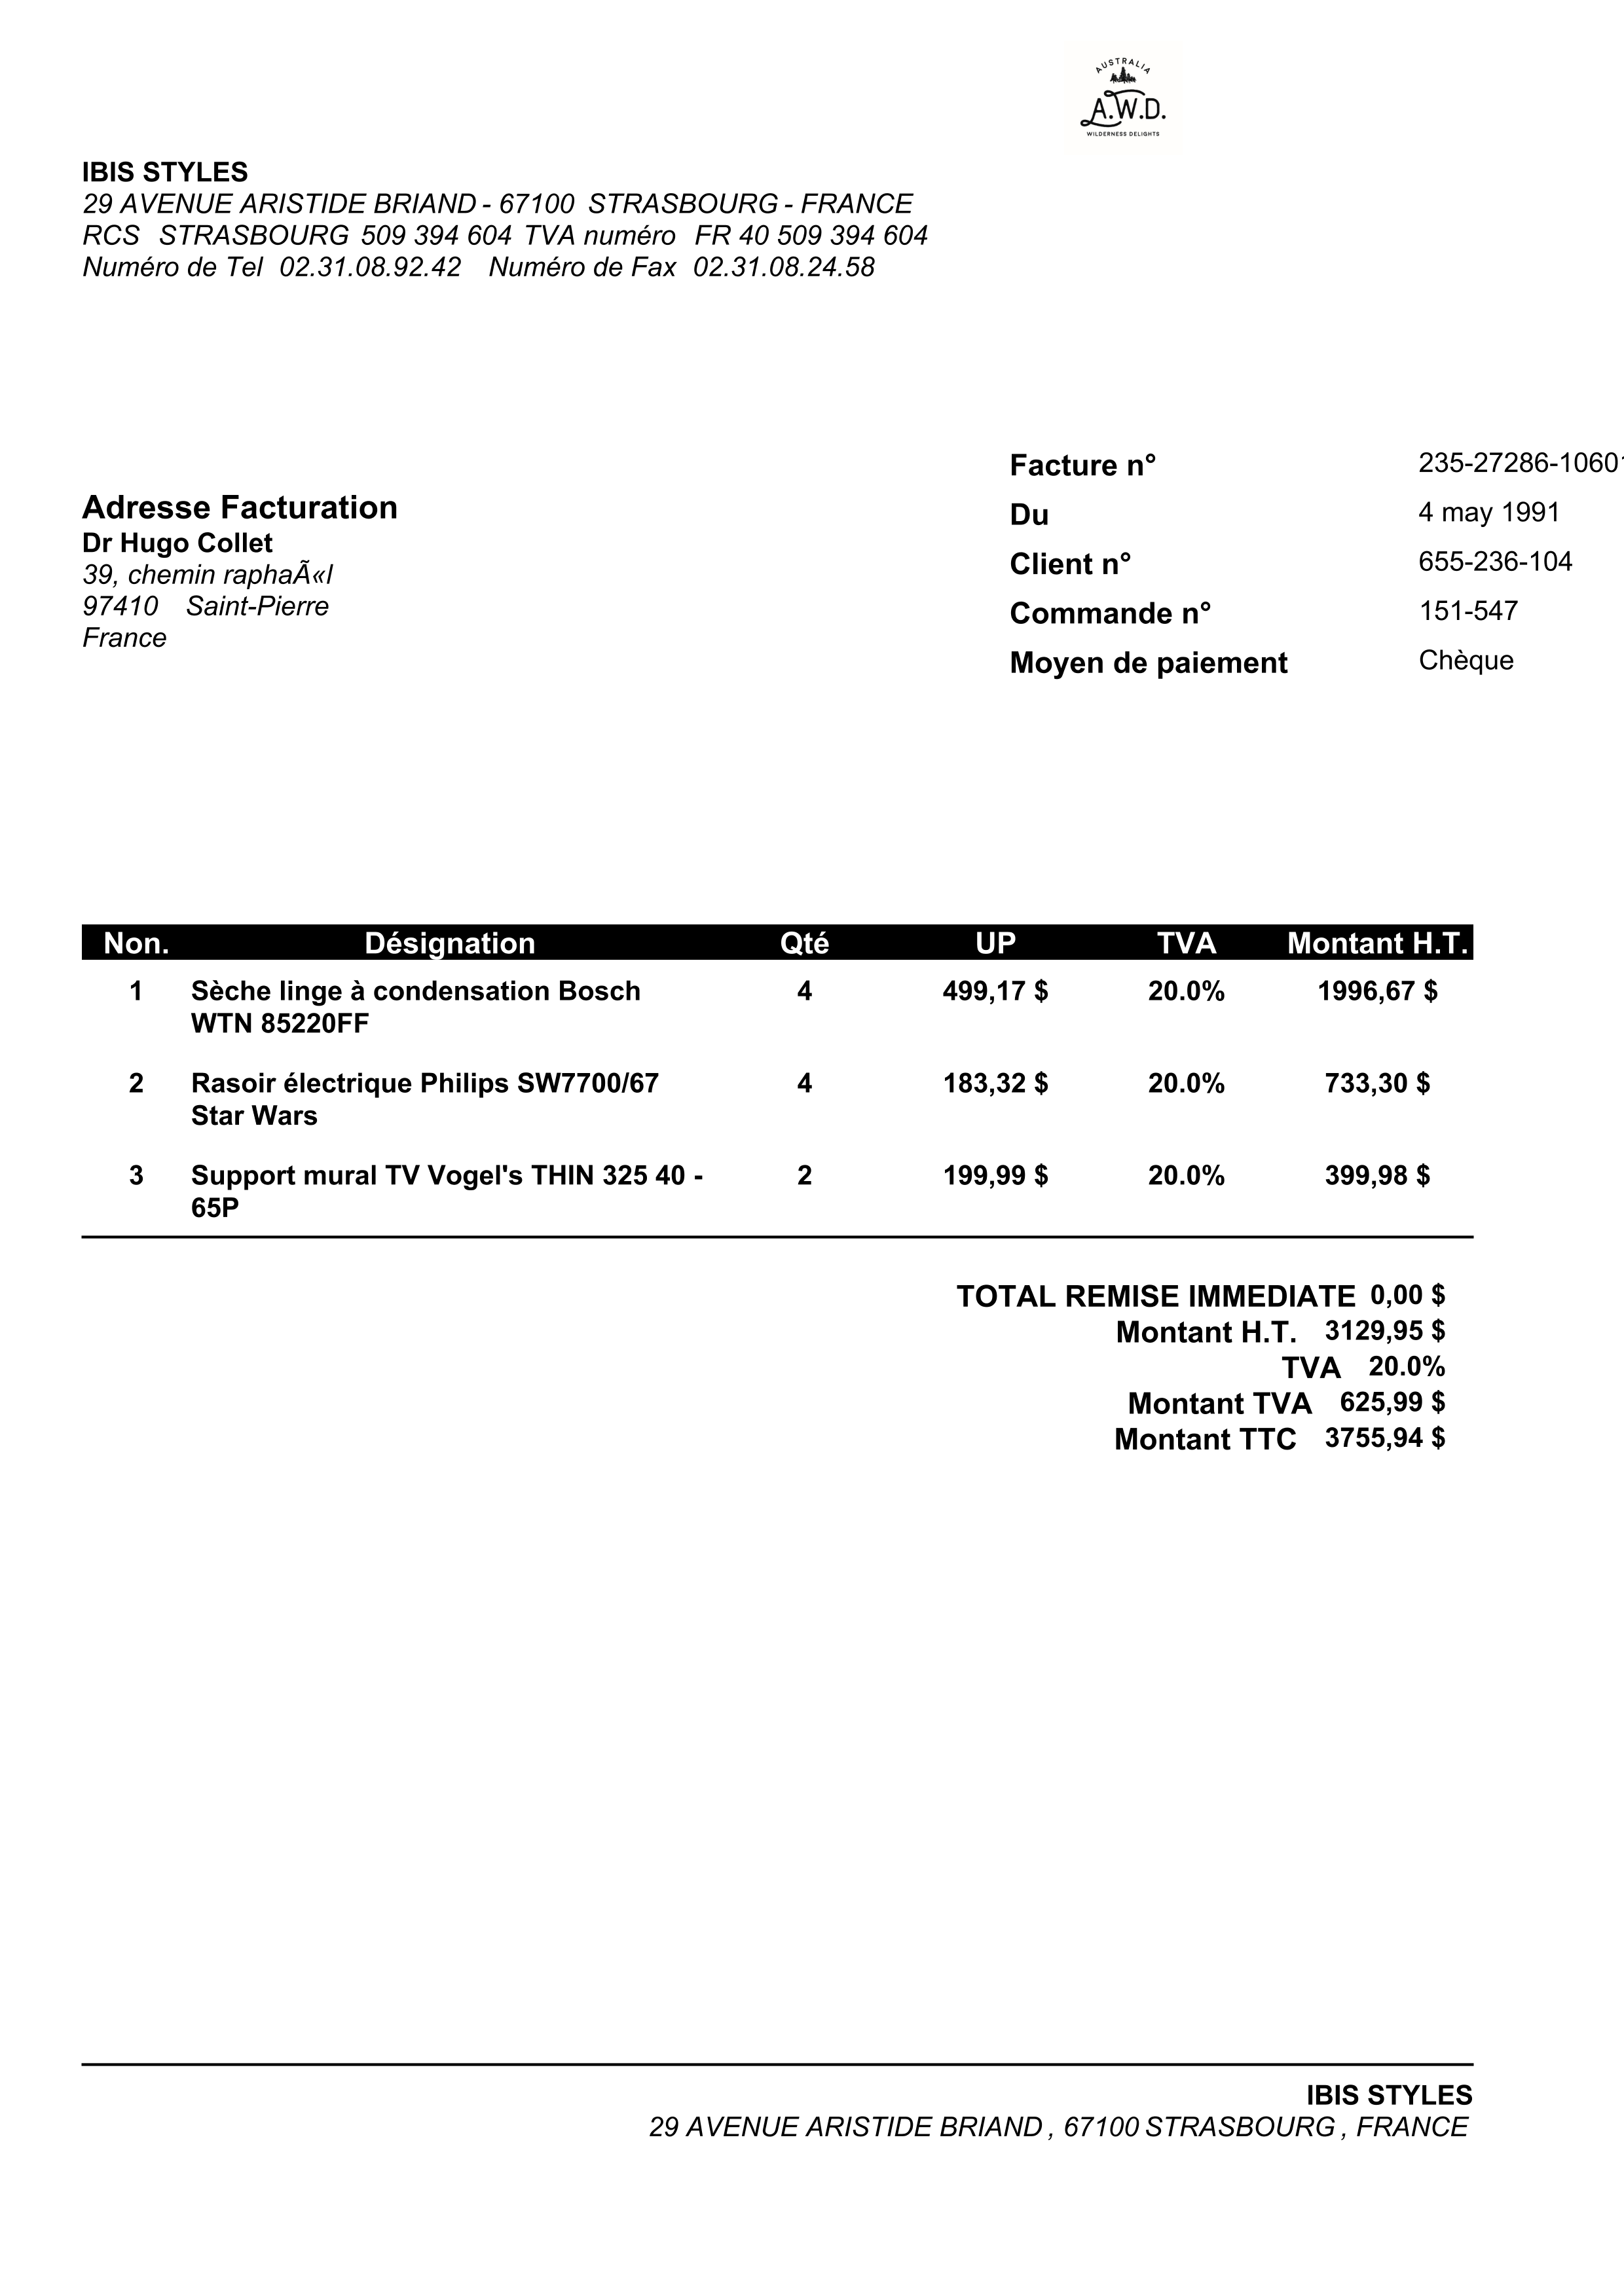 AUSTRALIA
A.W.D.
WILDERNESS DELIGHTS
IBIS STYLES
29 AVENUE ARISTIDE BRIAND - 67100 STRASBOURG - FRANCE
RCS STRASBOURG 509 394 604 TVA numéro FR 40 509 394 604
Numéro de Tel 02.31.08.92.42 Numéro de Fax 02.31.08.24.58
Facture n° 235-27286-10601
Adresse Facturation
Du 4 may 1991
Dr Hugo Collet
Client n° 655-236-104
39, chemin raphaÃ«l
97410 Saint-Pierre
Commande n° 151-547
France
Moyen de paiement Chèque
Non. Désignation Qté UP TVA Montant H.T.
1 Sèche linge à condensation Bosch 4 499,17 $ 20.0% 1996,67 $
WTN 85220FF
2 Rasoir électrique Philips SW7700/67 4 183,32 $ 20.0% 733,30 $
Star Wars
3 Support mural TV Vogel's THIN 325 40 - 2 199,99 $ 20.0% 399,98 $
65P
TOTAL REMISE IMMEDIATE 0,00 $
Montant H.T. 3129,95 $
TVA 20.0%
Montant TVA 625,99 $
Montant TTC 3755,94 $
IBIS STYLES
29 AVENUE ARISTIDE BRIAND , 67100 STRASBOURG , FRANCE